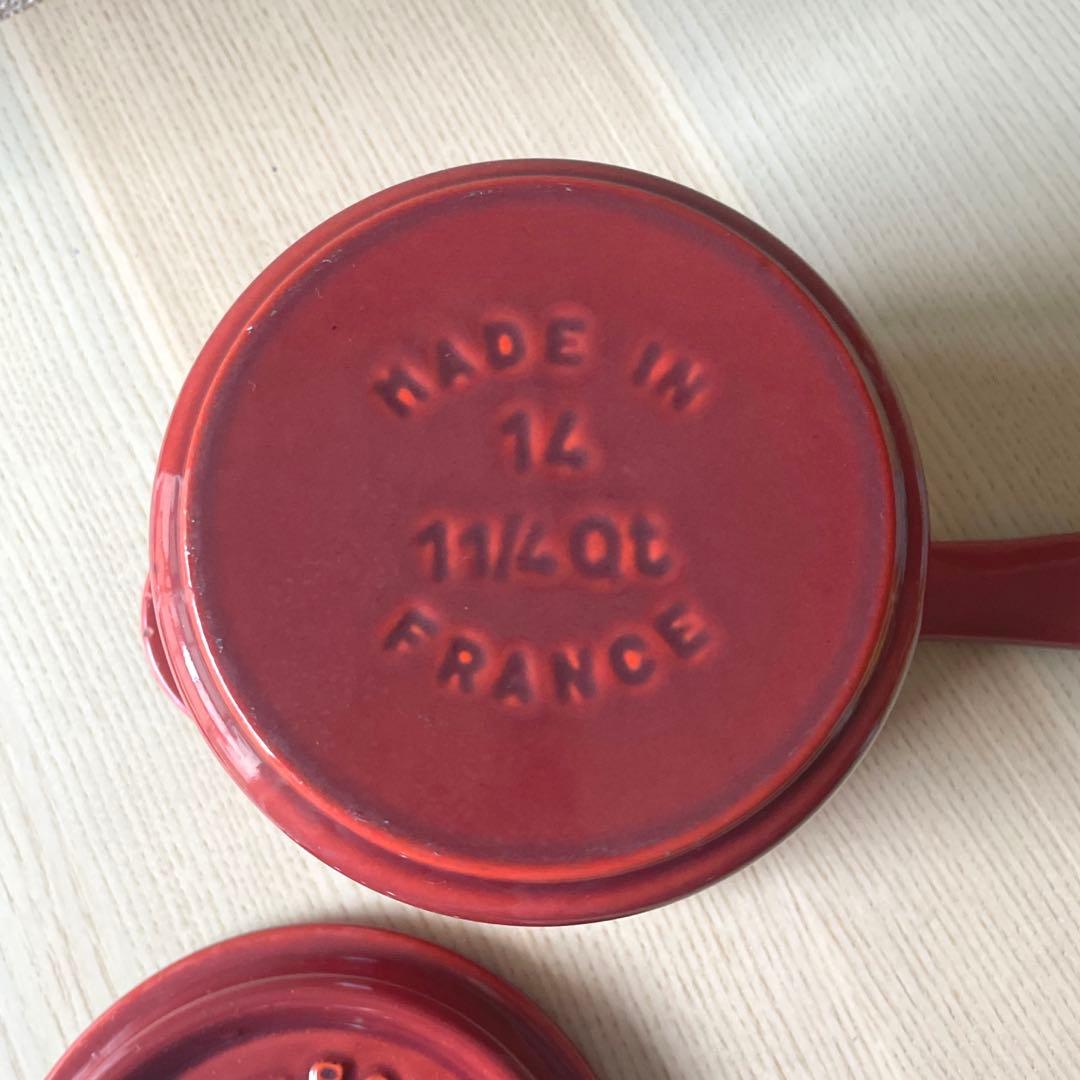 MADE IN
14
1 1/4 Qt
FRANCE